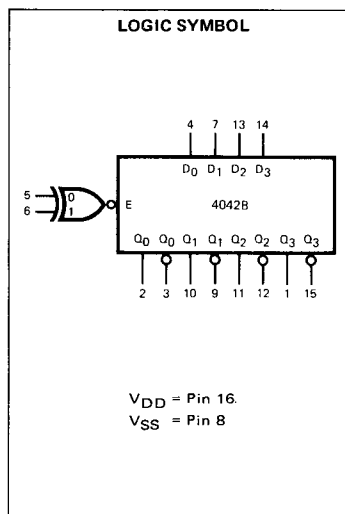 LOGIC SYMBOL
4 7 13 14
D0 D1 D2 D3
5 0
6 1
E 4042B
Q0 Q0 Q1 Q1 Q2 Q2 Q3 Q3
2 3 10 9 11 12 1 15
VDD = Pin 16.
VSS = Pin 8